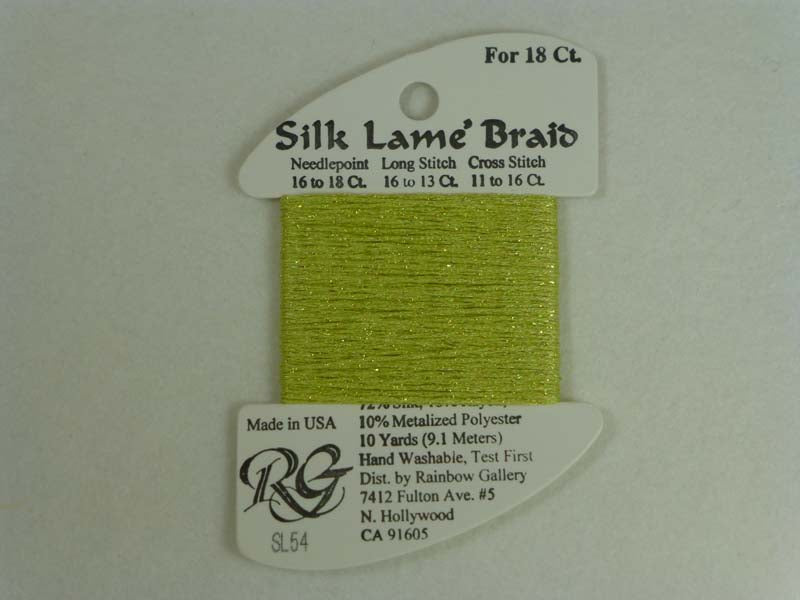 For 18 Ct.
Silk Lame' Braid
Needlepoint Long Stitch Cross Stitch
16 to 18 Ct. 16 to 13 Ct. 11 to 16 Ct.
72% Silk,
Made in USA
10% Metalized Polyester
10 Yards (9.1 Meters)
Hand Washable, Test First
Dist. by Rainbow Gallery
7412 Fulton Ave. #5
N. Hollywood
CA 91605
RG
SL54